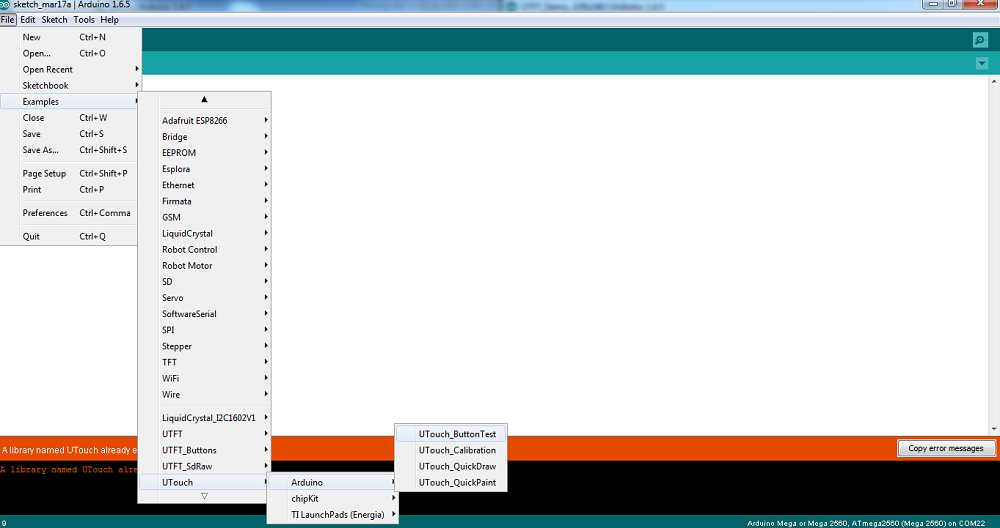 sketch_mar17a | Arduino 1.6.5
File Edit Sketch Tools Help
New Ctrl+N
Open... Ctrl+O
Open Recent
Sketchbook
Examples
Close Ctrl+W
Save Ctrl+S
Save As... Ctrl+Shift+S
Page Setup Ctrl+Shift+P
Print Ctrl+P
Preferences Ctrl+Comma
Quit Ctrl+Q
Adafruit ESP8266
Bridge
EEPROM
Esplora
Ethernet
Firmata
GSM
LiquidCrystal
Robot Control
Robot Motor
SD
Servo
SoftwareSerial
SPI
Stepper
TFT
WiFi
Wire
LiquidCrystal_I2C1602V1
UTFT
UTFT_Buttons
UTFT_SdRaw
UTouch
Arduino
chipKit
TI LaunchPads (Energia)
UTouch_ButtonTest
UTouch_Calibration
UTouch_QuickDraw
UTouch_QuickPaint
A library named UTouch already e
Copy error messages
A library named UTouch alre
9 Arduino Mega or Mega 2560, ATmega2560 (Mega 2560) on COM22